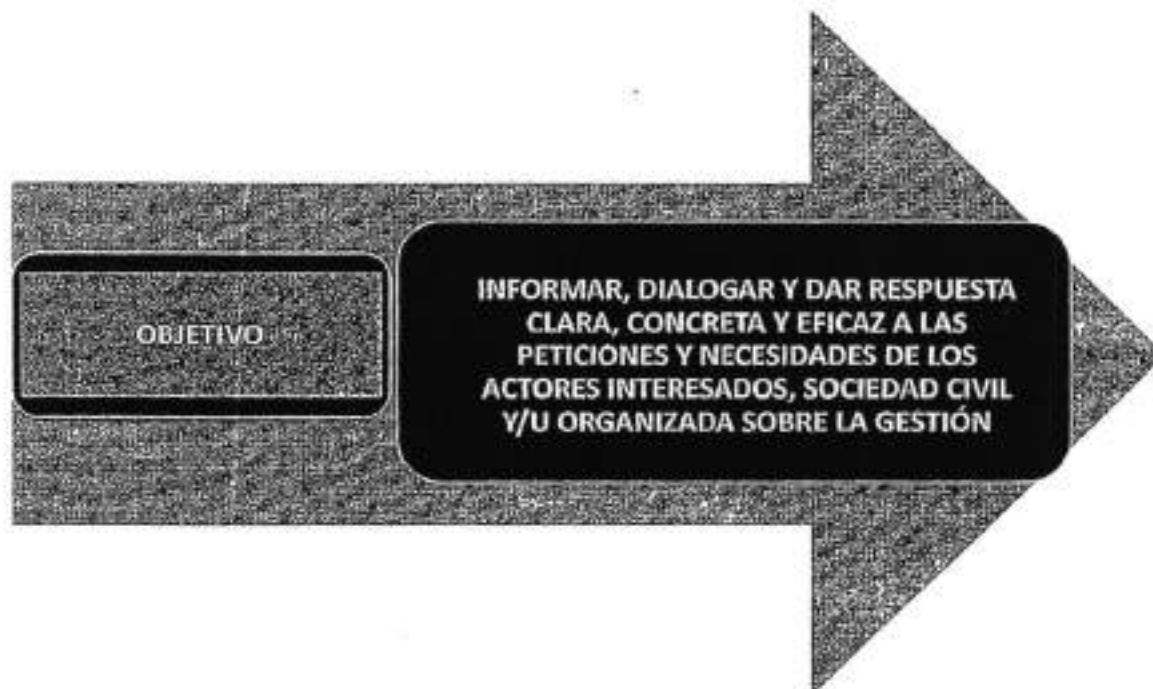 OBJETIVO
INFORMAR, DIALOGAR Y DAR RESPUESTA
CLARA, CONCRETA Y EFICAZ A LAS
PETICIONES Y NECESIDADES DE LOS
ACTORES INTERESADOS, SOCIEDAD CIVIL
Y/U ORGANIZADA SOBRE LA GESTIÓN